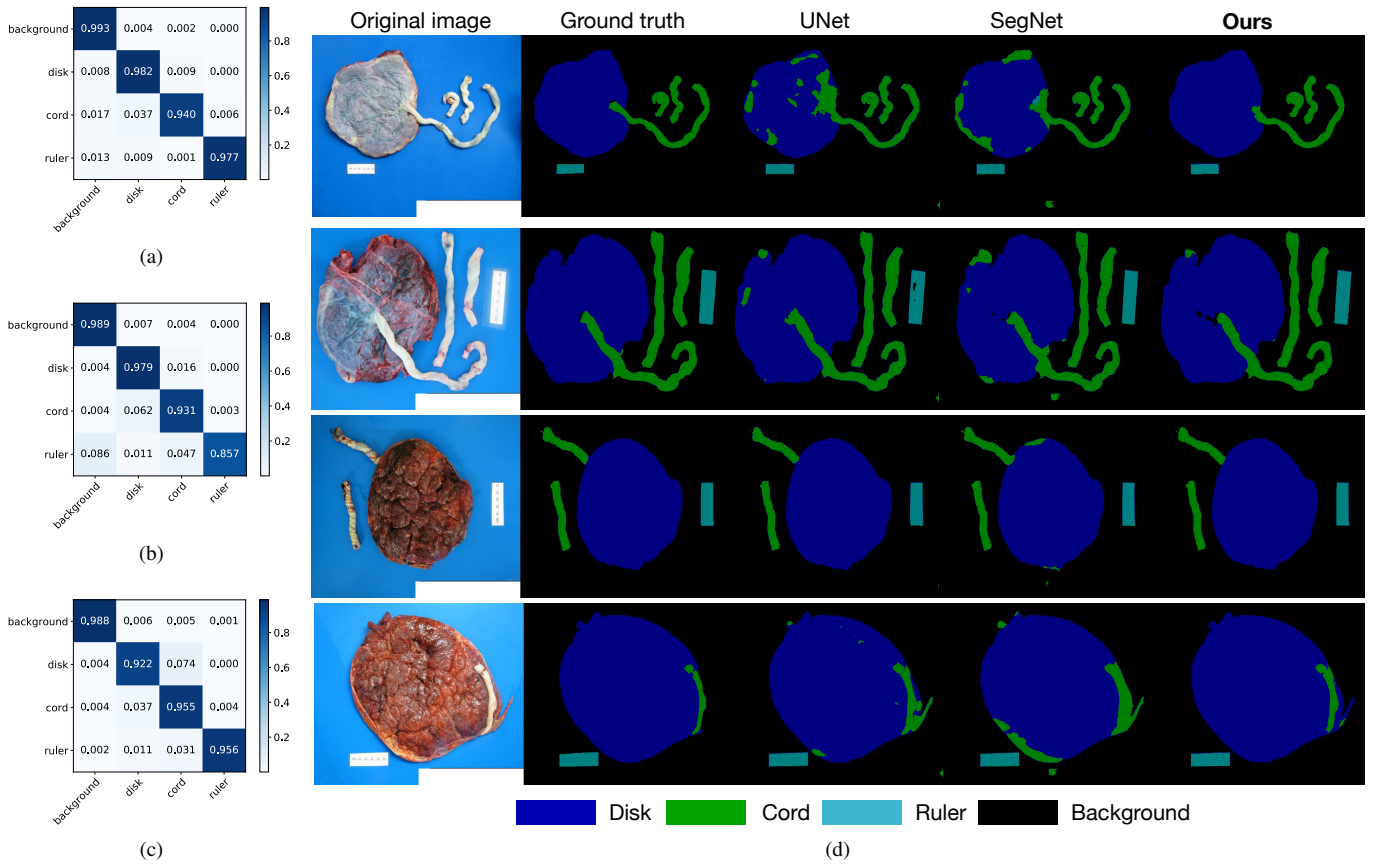 Original image Ground truth UNet SegNet Ours
background 0.993 0.004 0.002 0.000
disk 0.008 0.982 0.009 0.000
cord 0.017 0.037 0.940 0.006
ruler 0.013 0.009 0.001 0.977
background disk cord ruler
0.8
0.6
0.4
0.2
(a)
background 0.989 0.007 0.004 0.000
disk 0.004 0.979 0.016 0.000
cord 0.004 0.062 0.931 0.003
ruler 0.086 0.011 0.047 0.857
background disk cord ruler
0.8
0.6
0.4
0.2
(b)
background 0.988 0.006 0.005 0.001
disk 0.004 0.922 0.074 0.000
cord 0.004 0.037 0.955 0.004
ruler 0.002 0.011 0.031 0.956
background disk cord ruler
0.8
0.6
0.4
0.2
(c)
Disk Cord Ruler Background
(d)